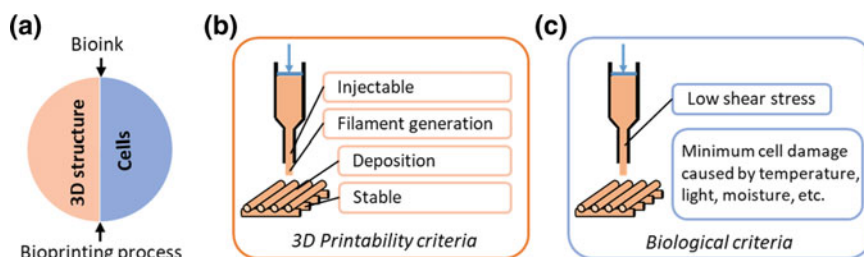 (a)
Bioink
3D structure
Cells
Bioprinting process
(b)
Injectable
Filament generation
Deposition
Stable
3D Printability criteria
(c)
Low shear stress
Minimum cell damage
caused by temperature,
light, moisture, etc.
Biological criteria